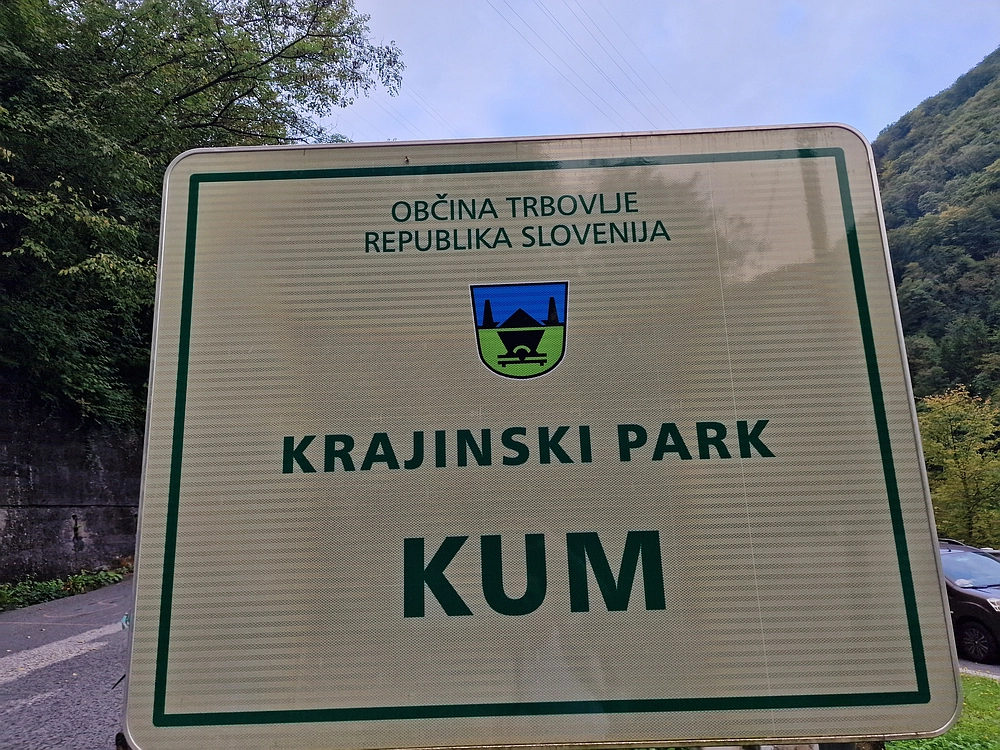 OBČINA TRBOVLJE
REPUBLIKA SLOVENIJA
KRAJINSKI PARK
KUM